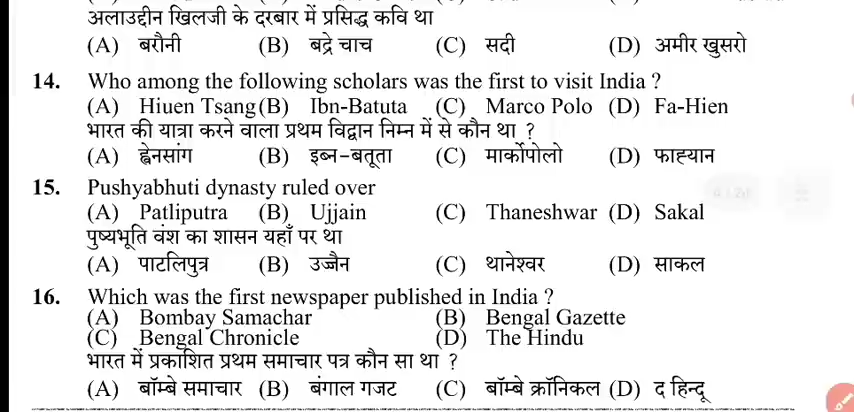 अलाउद्दीन खिलजी के दरबार में प्रसिद्ध कवि था
(A) बरौनी (B) बद्रे चाच (C) सदी (D) अमीर खुसरो
14. Who among the following scholars was the first to visit India ?
(A) Hiuen Tsang (B) Ibn-Batuta (C) Marco Polo (D) Fa-Hien
भारत की यात्रा करने वाला प्रथम विद्वान निम्न में से कौन था ?
(A) ह्वेनसांग (B) इब्न-बतूता (C) मार्कोपोलो (D) फाह्यान
15. Pushyabhuti dynasty ruled over
(A) Patliputra (B) Ujjain (C) Thaneshwar (D) Sakal
पुष्यभूति वंश का शासन यहाँ पर था
(A) पाटलिपुत्र (B) उज्जैन (C) थानेश्वर (D) साकल
16. Which was the first newspaper published in India ?
(A) Bombay Samachar (B) Bengal Gazette
(C) Bengal Chronicle (D) The Hindu
भारत में प्रकाशित प्रथम समाचार पत्र कौन सा था ?
(A) बॉम्बे समाचार (B) बंगाल गजट (C) बॉम्बे क्रॉनिकल (D) द हिन्दू